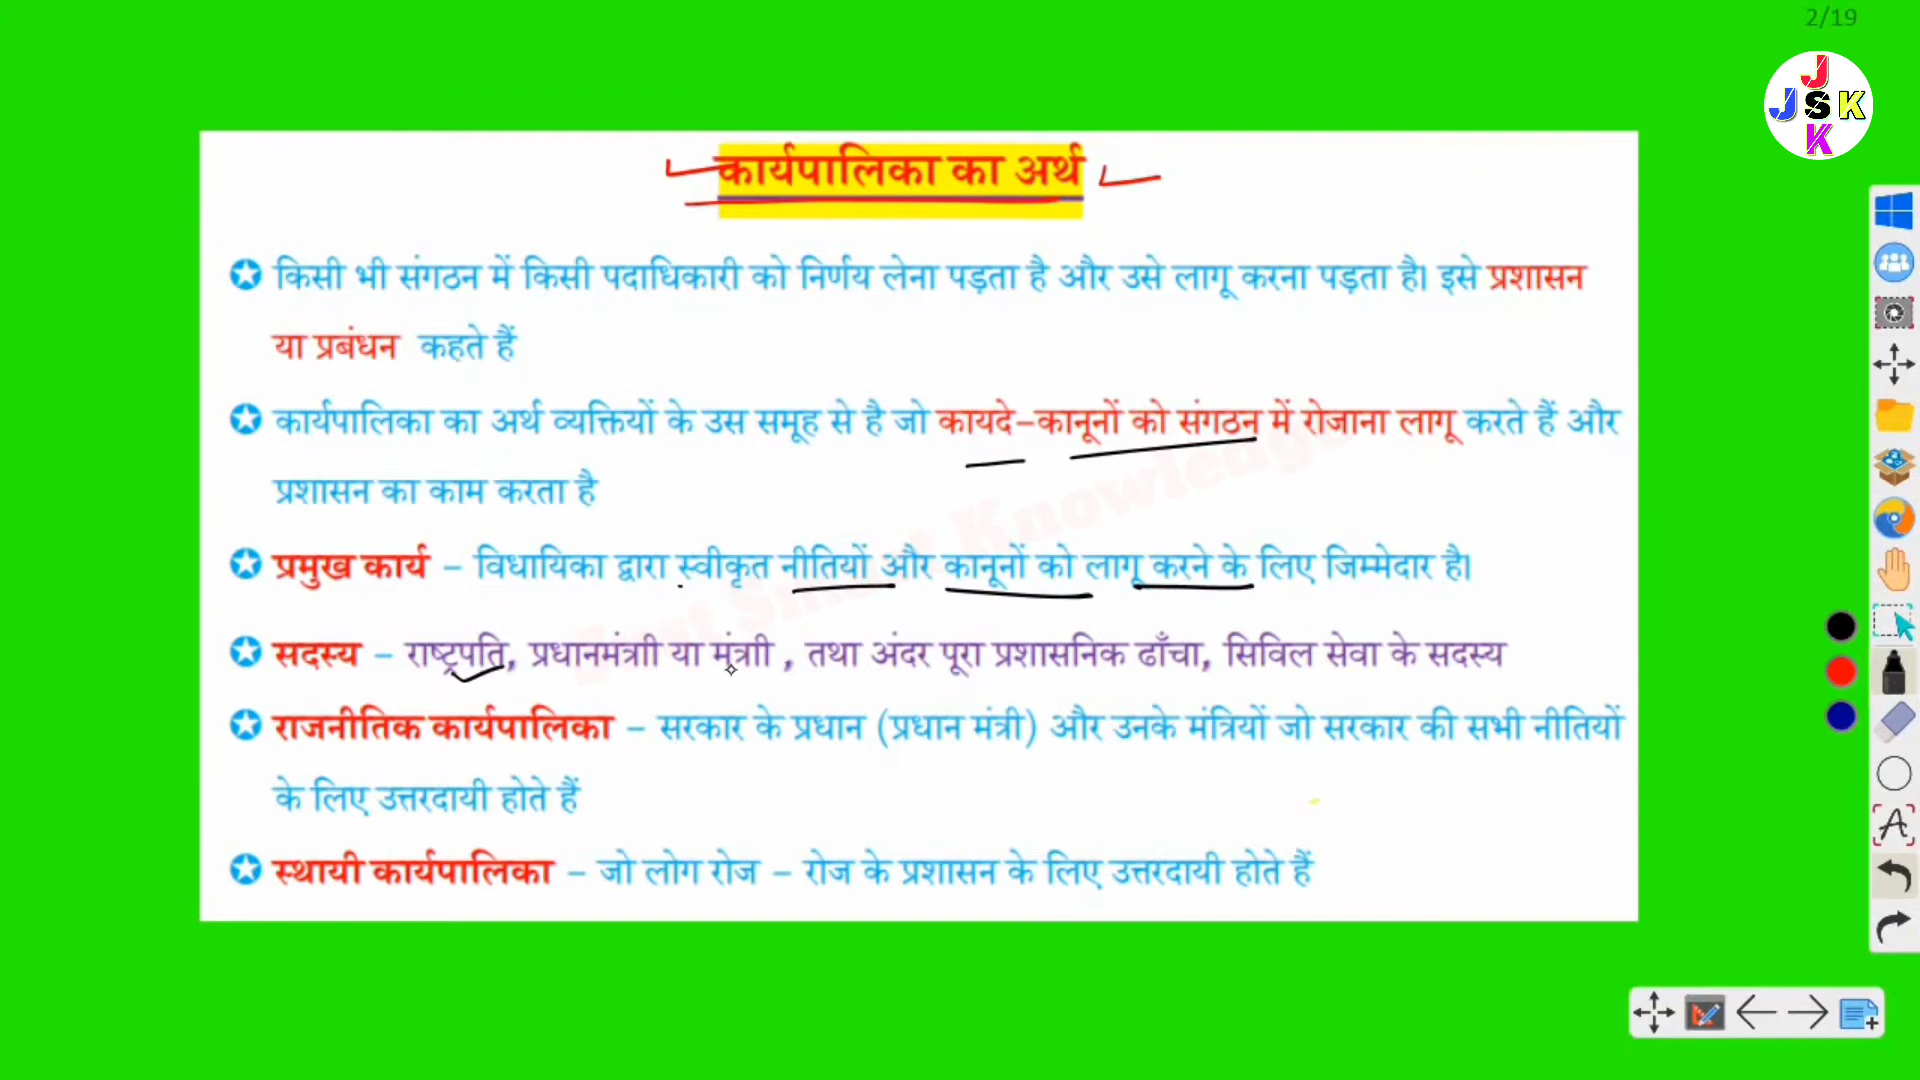 2/19
J
JSK
K
कार्यपालिका का अर्थ
किसी भी संगठन में किसी पदाधिकारी को निर्णय लेना पड़ता है और उसे लागू करना पड़ता है। इसे प्रशासन
या प्रबंधन कहते हैं
कार्यपालिका का अर्थ व्यक्तियों के उस समूह से है जो कायदे-कानूनों को संगठन में रोजाना लागू करते हैं और
प्रशासन का काम करता है
प्रमुख कार्य – विधायिका द्वारा स्वीकृत नीतियों और कानूनों को लागू करने के लिए जिम्मेदार है।
सदस्य – राष्ट्रपति, प्रधानमंत्राी या मंत्राी , तथा अंदर पूरा प्रशासनिक ढाँचा, सिविल सेवा के सदस्य
राजनीतिक कार्यपालिका – सरकार के प्रधान (प्रधान मंत्री) और उनके मंत्रियों जो सरकार की सभी नीतियों
के लिए उत्तरदायी होते हैं
स्थायी कार्यपालिका – जो लोग रोज – रोज के प्रशासन के लिए उत्तरदायी होते हैं
Knowledge